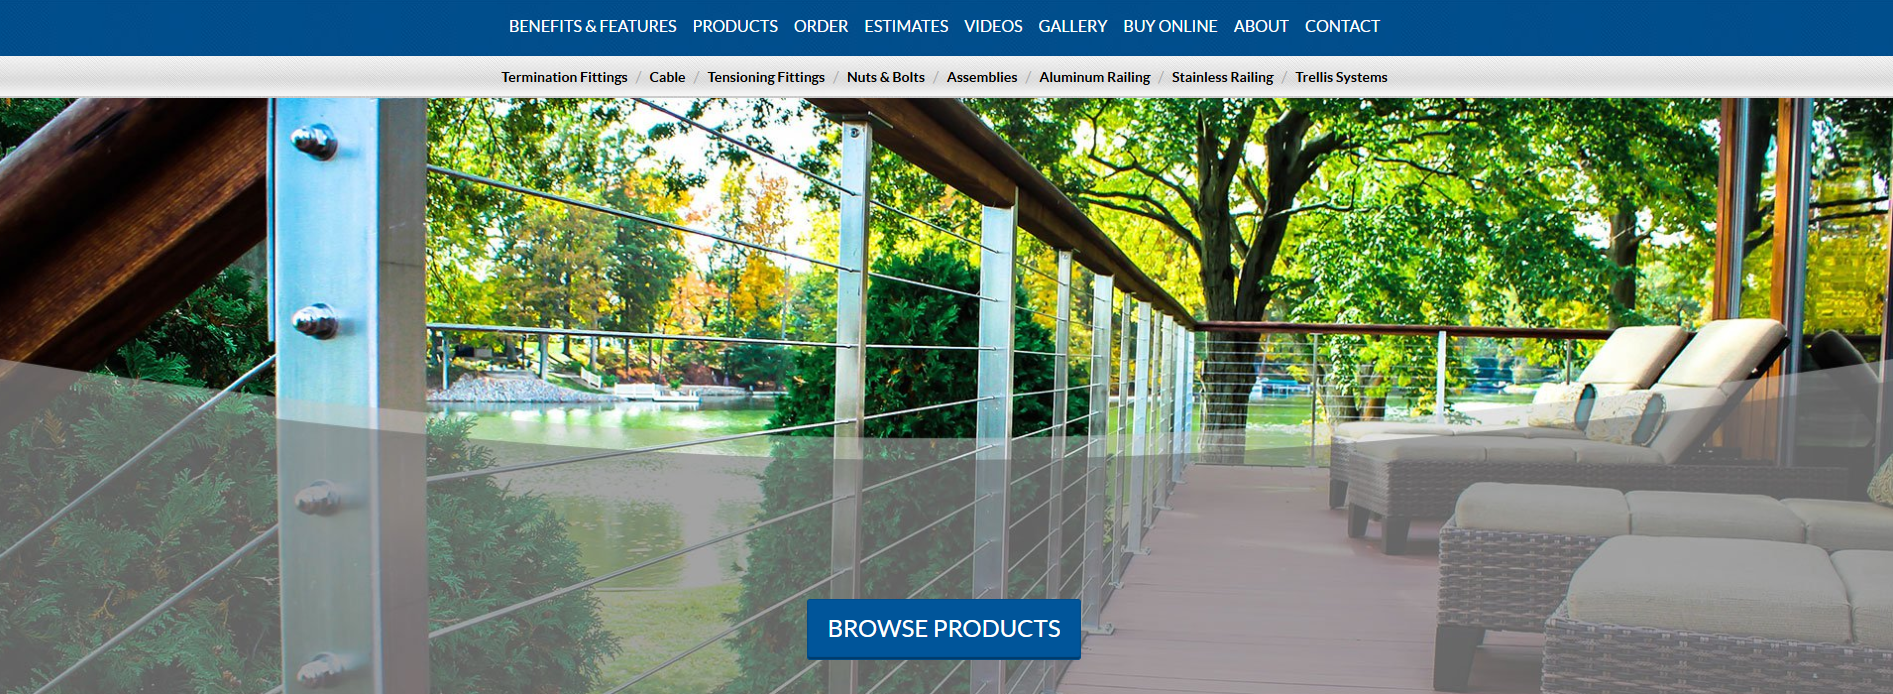 BENEFITS & FEATURES PRODUCTS ORDER ESTIMATES VIDEOS GALLERY BUY ONLINE ABOUT CONTACT
Termination Fittings / Cable / Tensioning Fittings / Nuts & Bolts / Assemblies / Aluminum Railing / Stainless Railing / Trellis Systems
BROWSE PRODUCTS